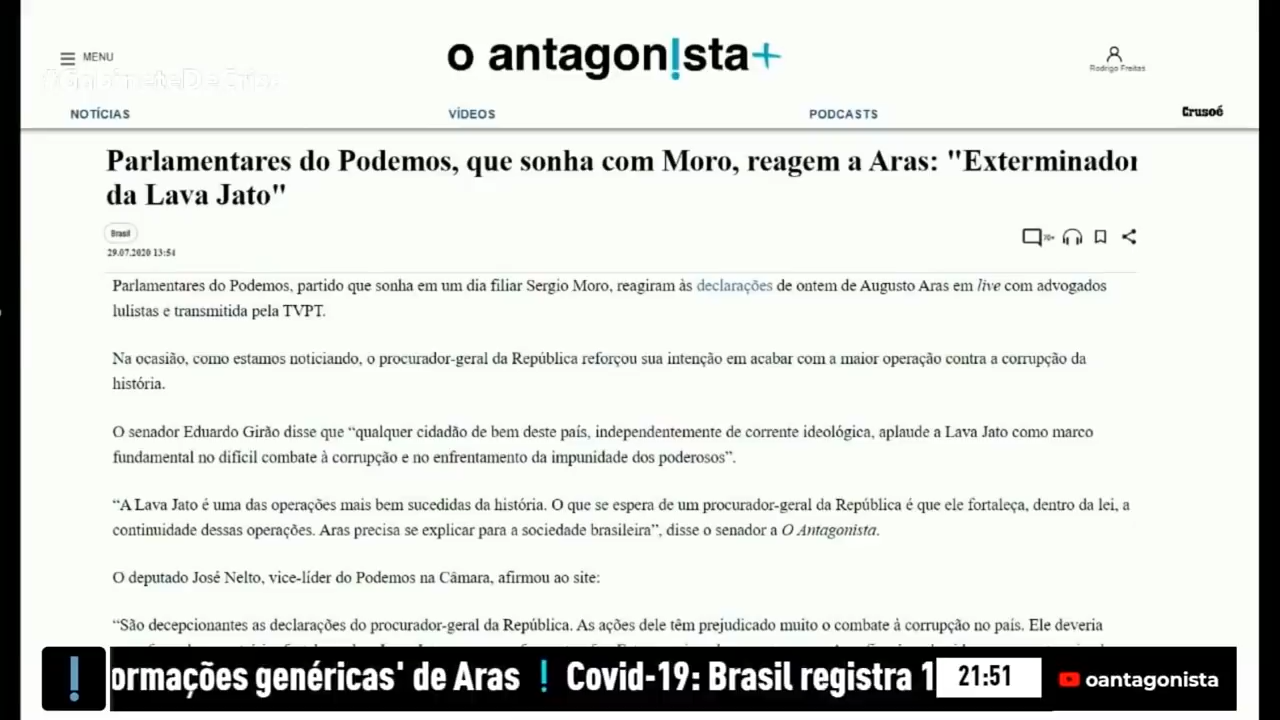 MENU
o antagon!sta+
Rodrigo Freitas
#GabineteDeCrise
NOTÍCIAS VÍDEOS PODCASTS Crusoé
Parlamentares do Podemos, que sonha com Moro, reagem a Aras: "Exterminador
da Lava Jato"
Brasil
29.07.2020 13:54
Parlamentares do Podemos, partido que sonha em um dia filiar Sergio Moro, reagiram às declarações de ontem de Augusto Aras em live com advogados
lulistas e transmitida pela TVPT.
Na ocasião, como estamos noticiando, o procurador-geral da República reforçou sua intenção em acabar com a maior operação contra a corrupção da
história.
O senador Eduardo Girão disse que “qualquer cidadão de bem deste país, independentemente de corrente ideológica, aplaude a Lava Jato como marco
fundamental no difícil combate à corrupção e no enfrentamento da impunidade dos poderosos”.
“A Lava Jato é uma das operações mais bem sucedidas da história. O que se espera de um procurador-geral da República é que ele fortaleça, dentro da lei, a
continuidade dessas operações. Aras precisa se explicar para a sociedade brasileira”, disse o senador a O Antagonista.
O deputado José Nelto, vice-líder do Podemos na Câmara, afirmou ao site:
“São decepcionantes as declarações do procurador-geral da República. As ações dele têm prejudicado muito o combate à corrupção no país. Ele deveria
! ormações genéricas' de Aras ! Covid-19: Brasil registra 1 21:51 oantagonista